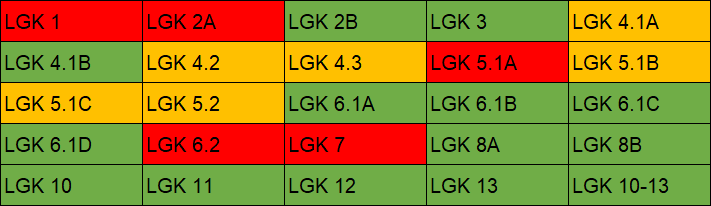 LGK 1 LGK 2A LGK 2B LGK 3 LGK 4.1A
LGK 4.1B LGK 4.2 LGK 4.3 LGK 5.1A LGK 5.1B
LGK 5.1C LGK 5.2 LGK 6.1A LGK 6.1B LGK 6.1C
LGK 6.1D LGK 6.2 LGK 7 LGK 8A LGK 8B
LGK 10 LGK 11 LGK 12 LGK 13 LGK 10-13